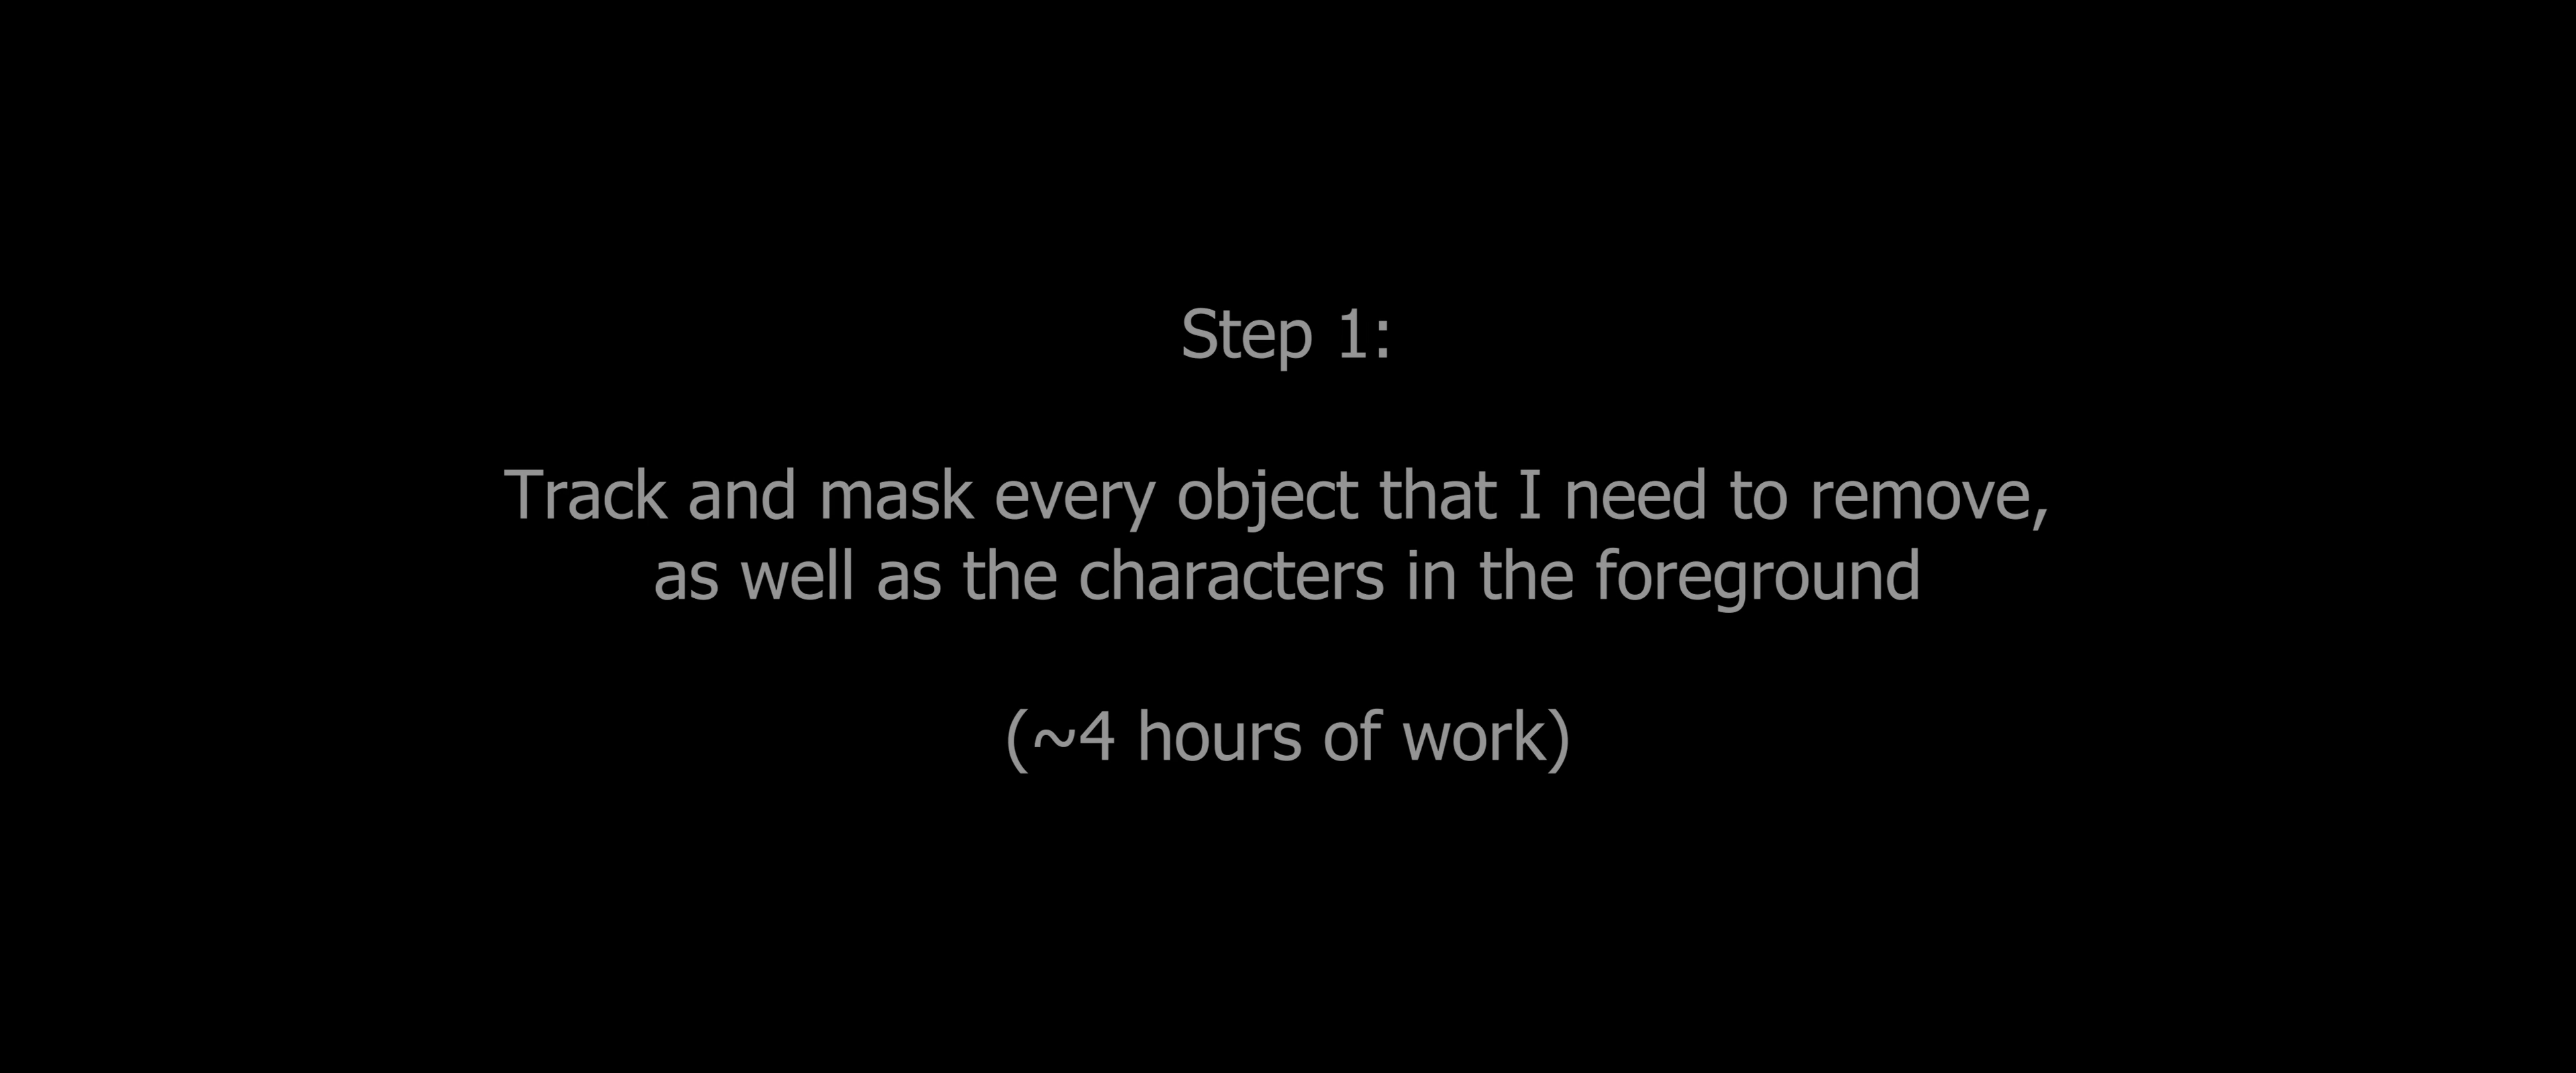 Step 1:
Track and mask every object that I need to remove,
as well as the characters in the foreground
(~4 hours of work)